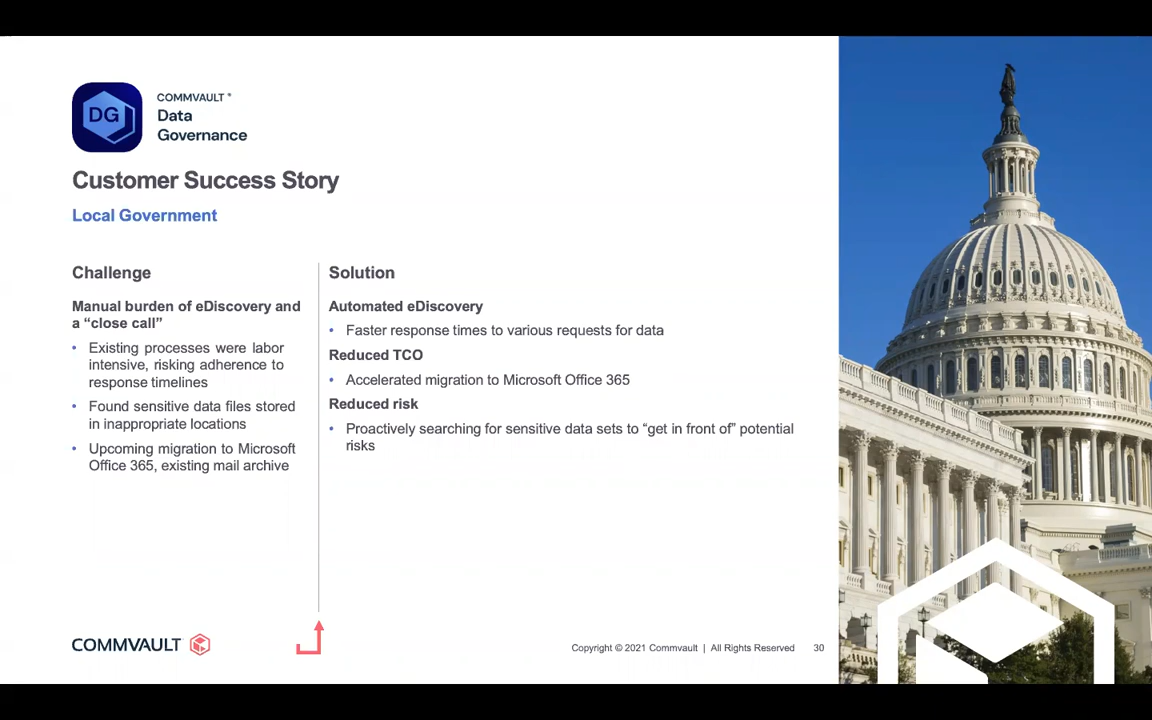 DG
COMMVAULT ®
Data
Governance
Customer Success Story
Local Government
Challenge
Manual burden of eDiscovery and
a “close call”
• Existing processes were labor
intensive, risking adherence to
response timelines
• Found sensitive data files stored
in inappropriate locations
• Upcoming migration to Microsoft
Office 365, existing mail archive
Solution
Automated eDiscovery
• Faster response times to various requests for data
Reduced TCO
• Accelerated migration to Microsoft Office 365
Reduced risk
• Proactively searching for sensitive data sets to “get in front of” potential
risks
COMMVAULT
Copyright © 2021 Commvault | All Rights Reserved 30